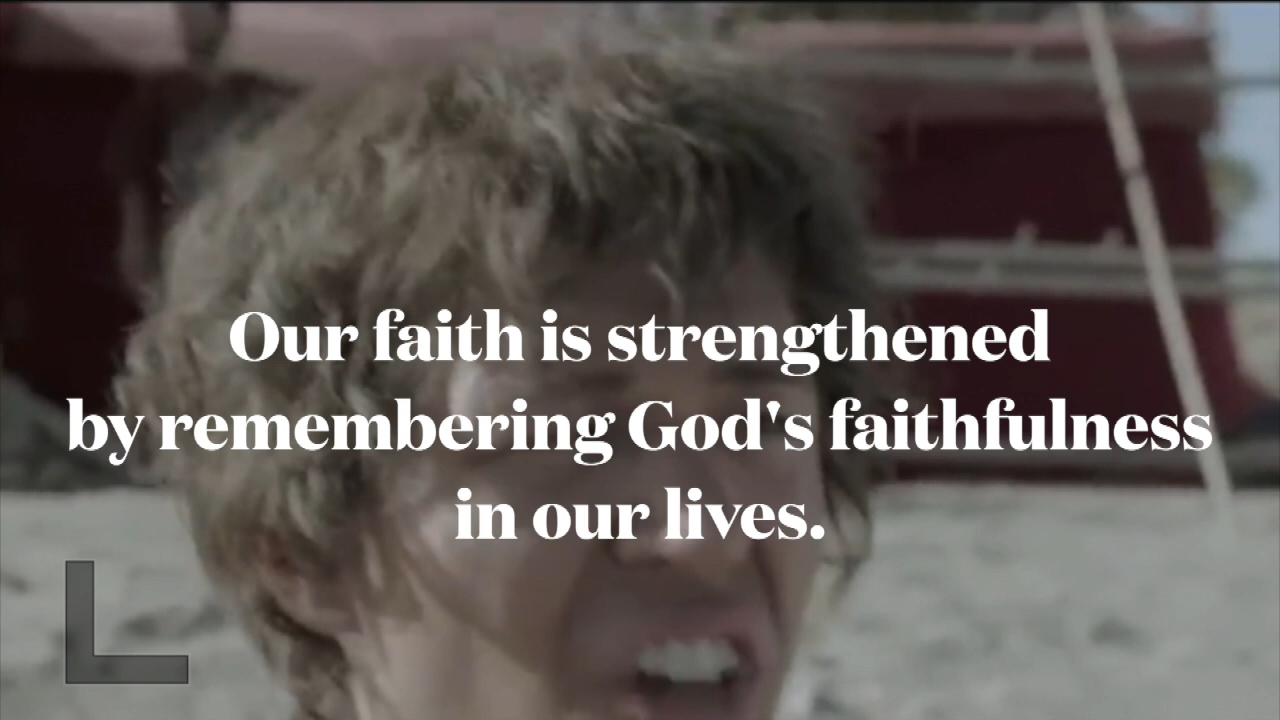 Our faith is strengthened
by remembering God's faithfulness
in our lives.